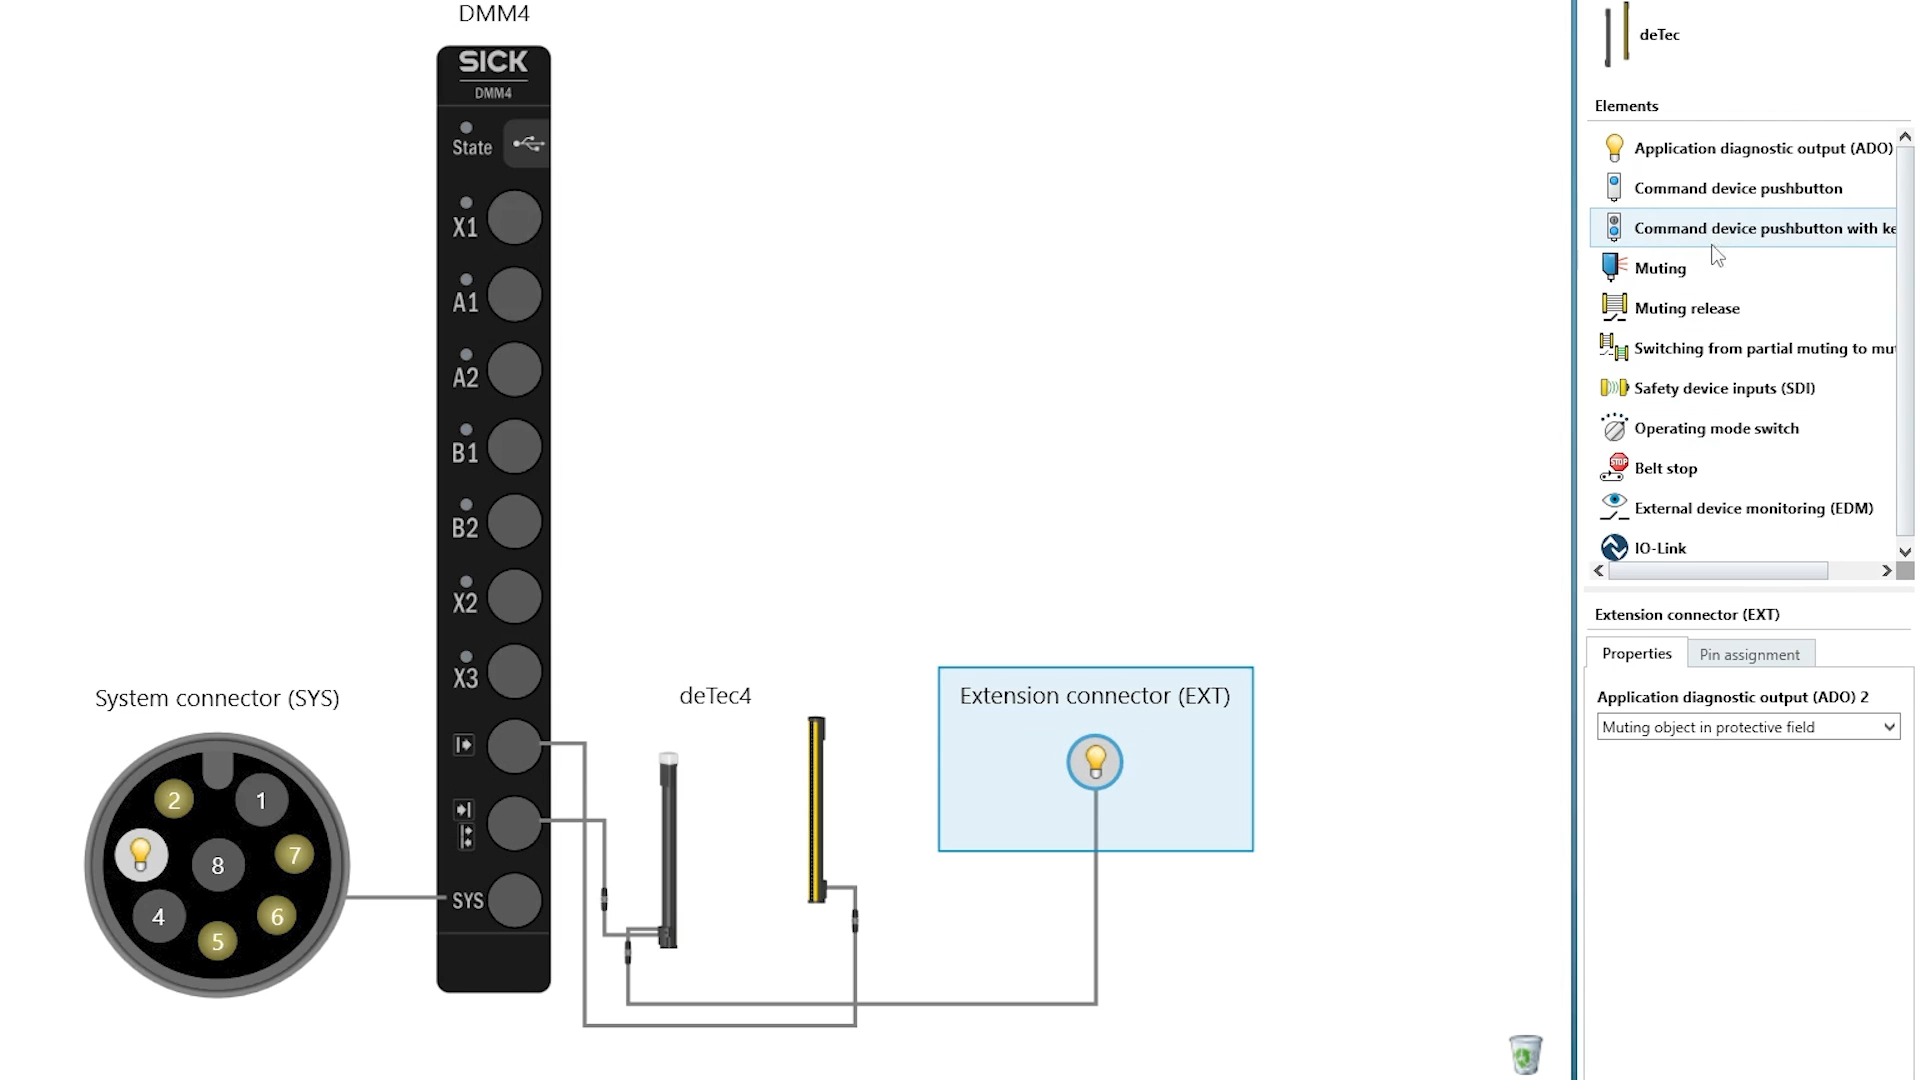 DMM4
SICK
DMM4
State
X1
A1
A2
B1
B2
X2
X3
SYS
System connector (SYS)
2
1
8
7
4
6
5
deTec4
Extension connector (EXT)
deTec
Elements
Application diagnostic output (ADO)
Command device pushbutton
Command device pushbutton with ke
Muting
Muting release
Switching from partial muting to mu
Safety device inputs (SDI)
Operating mode switch
STOP
Belt stop
External device monitoring (EDM)
IO-Link
Extension connector (EXT)
Properties
Pin assignment
Application diagnostic output (ADO) 2
Muting object in protective field